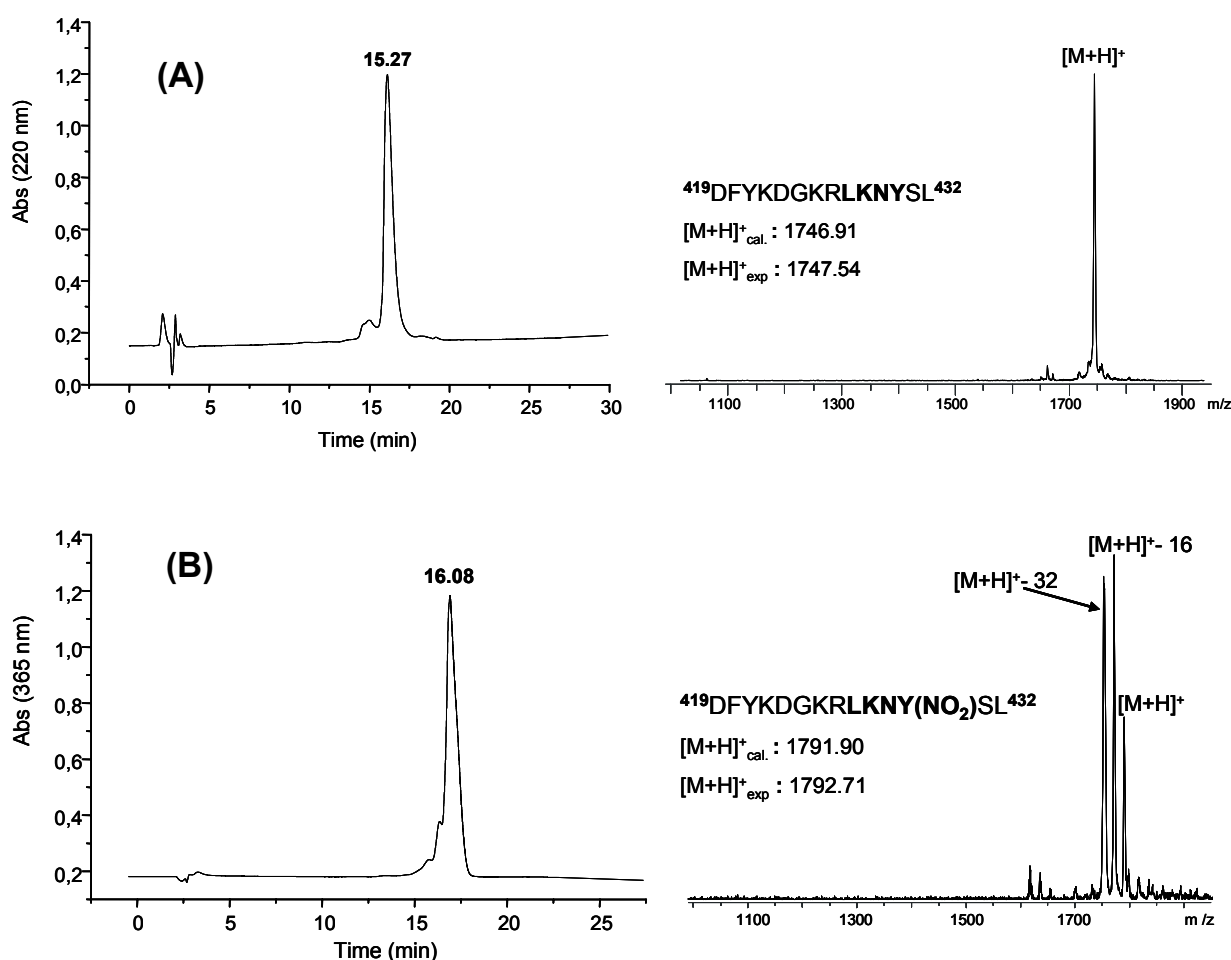 (A)
Abs (220 nm)
1,4
1,2
1,0
0,8
0,6
0,4
0,2
0,0
15.27
0 5 10 15 20 25 30
Time (min)
[M+H]⁺
⁴¹⁹DFYKDGKRLKNYSL⁴³²
[M+H]⁺cal. : 1746.91
[M+H]⁺exp : 1747.54
1100 1300 1500 1700 1900 m/z
(B)
Abs (365 nm)
1,4
1,2
1,0
0,8
0,6
0,4
0,2
16.08
0 5 10 15 20 25
Time (min)
[M+H]⁺- 16
[M+H]⁺- 32
[M+H]⁺
⁴¹⁹DFYKDGKRLKNY(NO₂)SL⁴³²
[M+H]⁺cal. : 1791.90
[M+H]⁺exp : 1792.71
1100 1300 1500 1700 m/z